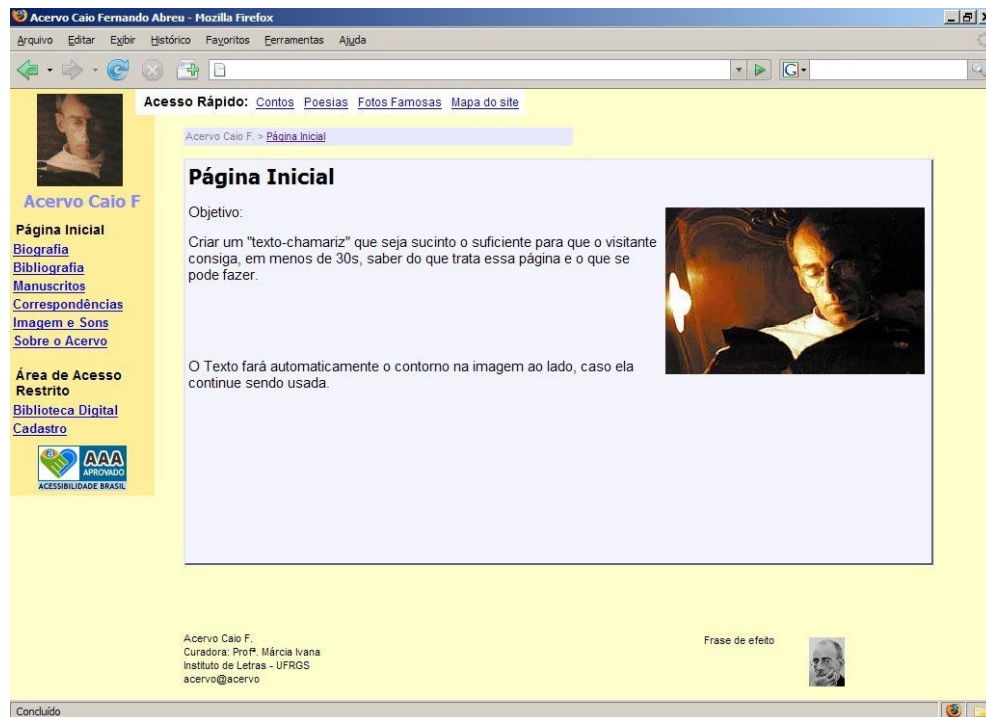 Acervo Caio Fernando Abreu - Mozilla Firefox
Arquivo Editar Exibir Histórico Favoritos Ferramentas Ajuda
G
Acesso Rápido: Contos Poesias Fotos Famosas Mapa do site
Acervo Caio F. > Página Inicial
Acervo Caio F
Página Inicial
Biografia
Bibliografia
Manuscritos
Correspondências
Imagem e Sons
Sobre o Acervo
Área de Acesso
Restrito
Biblioteca Digital
Cadastro
AAA
APROVADO
ACESSIBILIDADE BRASIL
Página Inicial
Objetivo:
Criar um "texto-chamariz" que seja sucinto o suficiente para que o visitante
consiga, em menos de 30s, saber do que trata essa página e o que se
pode fazer.
O Texto fará automaticamente o contorno na imagem ao lado, caso ela
continue sendo usada.
Acervo Caio F.
Curadora: Profª. Márcia Ivana
Instituto de Letras - UFRGS
acervo@acervo
Frase de efeito
Concluído